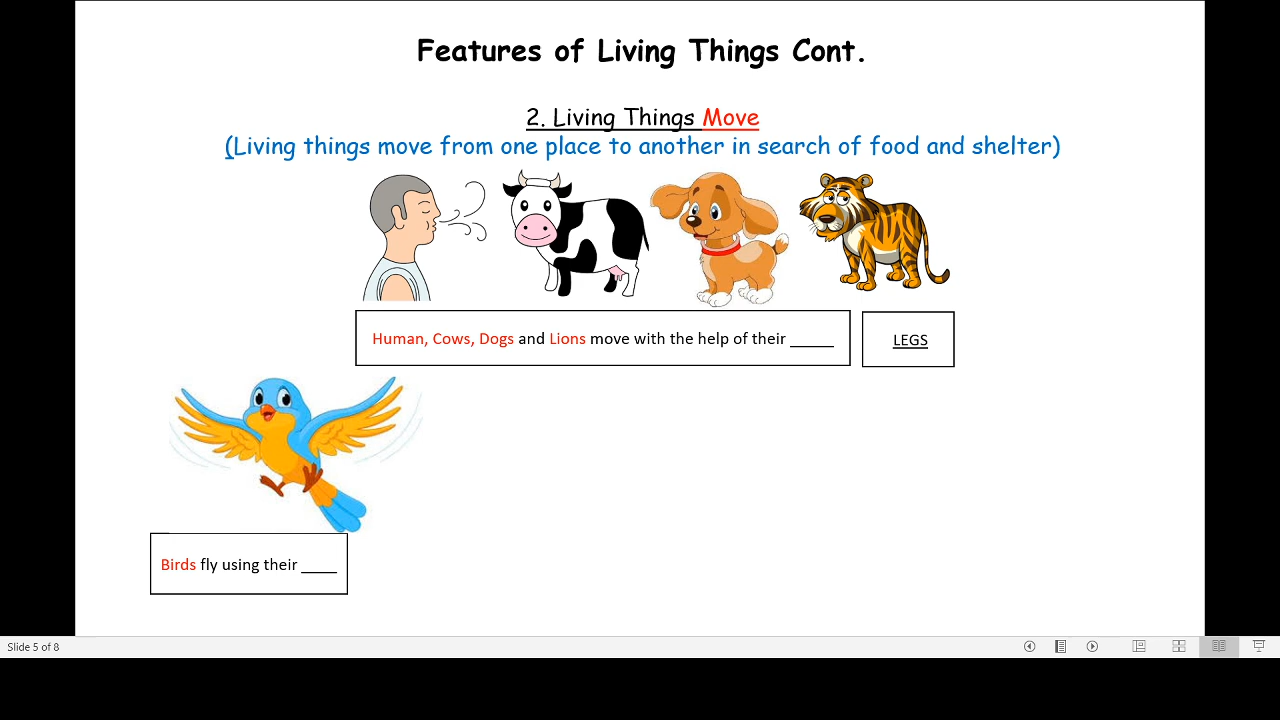 Features of Living Things Cont.
2. Living Things Move
(Living things move from one place to another in search of food and shelter)
Human, Cows, Dogs and Lions move with the help of their _____
LEGS
Birds fly using their ____
Slide 5 of 8